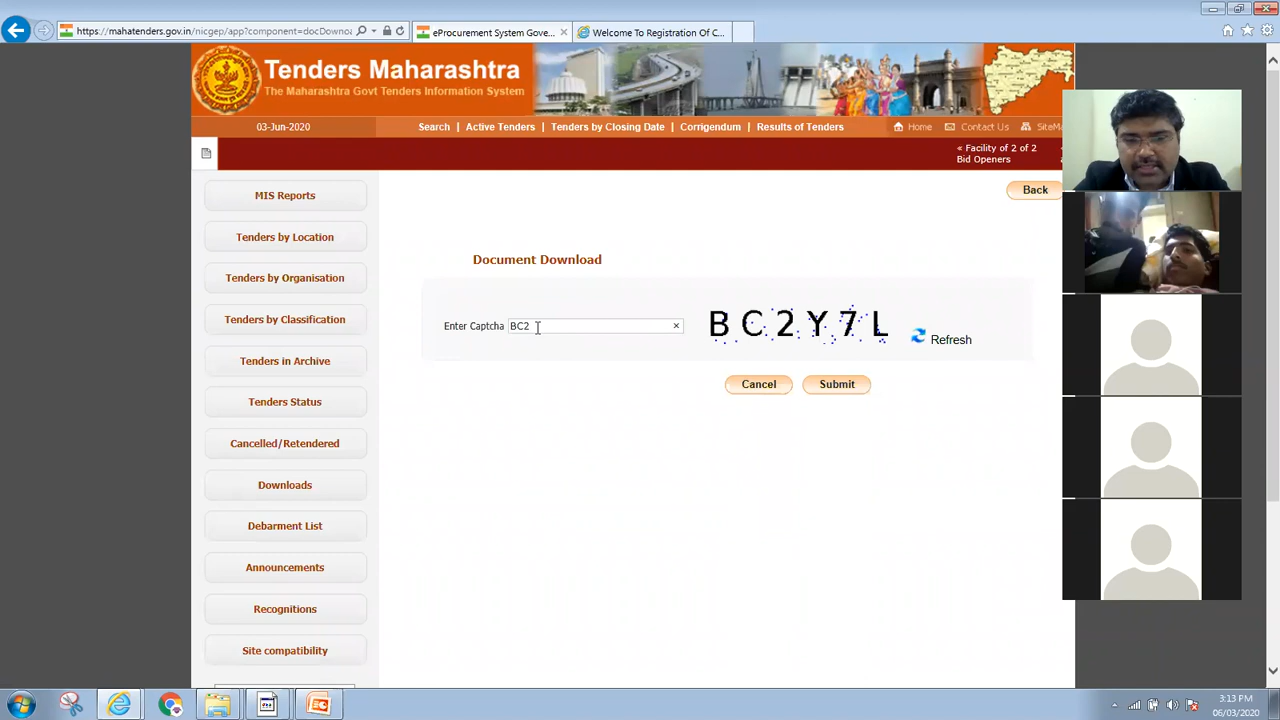 https://mahatenders.gov.in/nicgep/app?component=docDownloa
eProcurement System Gove...
Welcome To Registration Of C...
Tenders Maharashtra
The Maharashtra Govt Tenders Information System
03-Jun-2020
Search | Active Tenders | Tenders by Closing Date | Corrigendum | Results of Tenders
Home
Contact Us
SiteM
« Facility of 2 of 2
Bid Openers
Back
MIS Reports
Tenders by Location
Tenders by Organisation
Tenders by Classification
Tenders in Archive
Tenders Status
Cancelled/Retendered
Downloads
Debarment List
Announcements
Recognitions
Site compatibility
Document Download
Enter Captcha
BC2
BC2Y7L
Refresh
Cancel
Submit
3:13 PM
06/03/2020